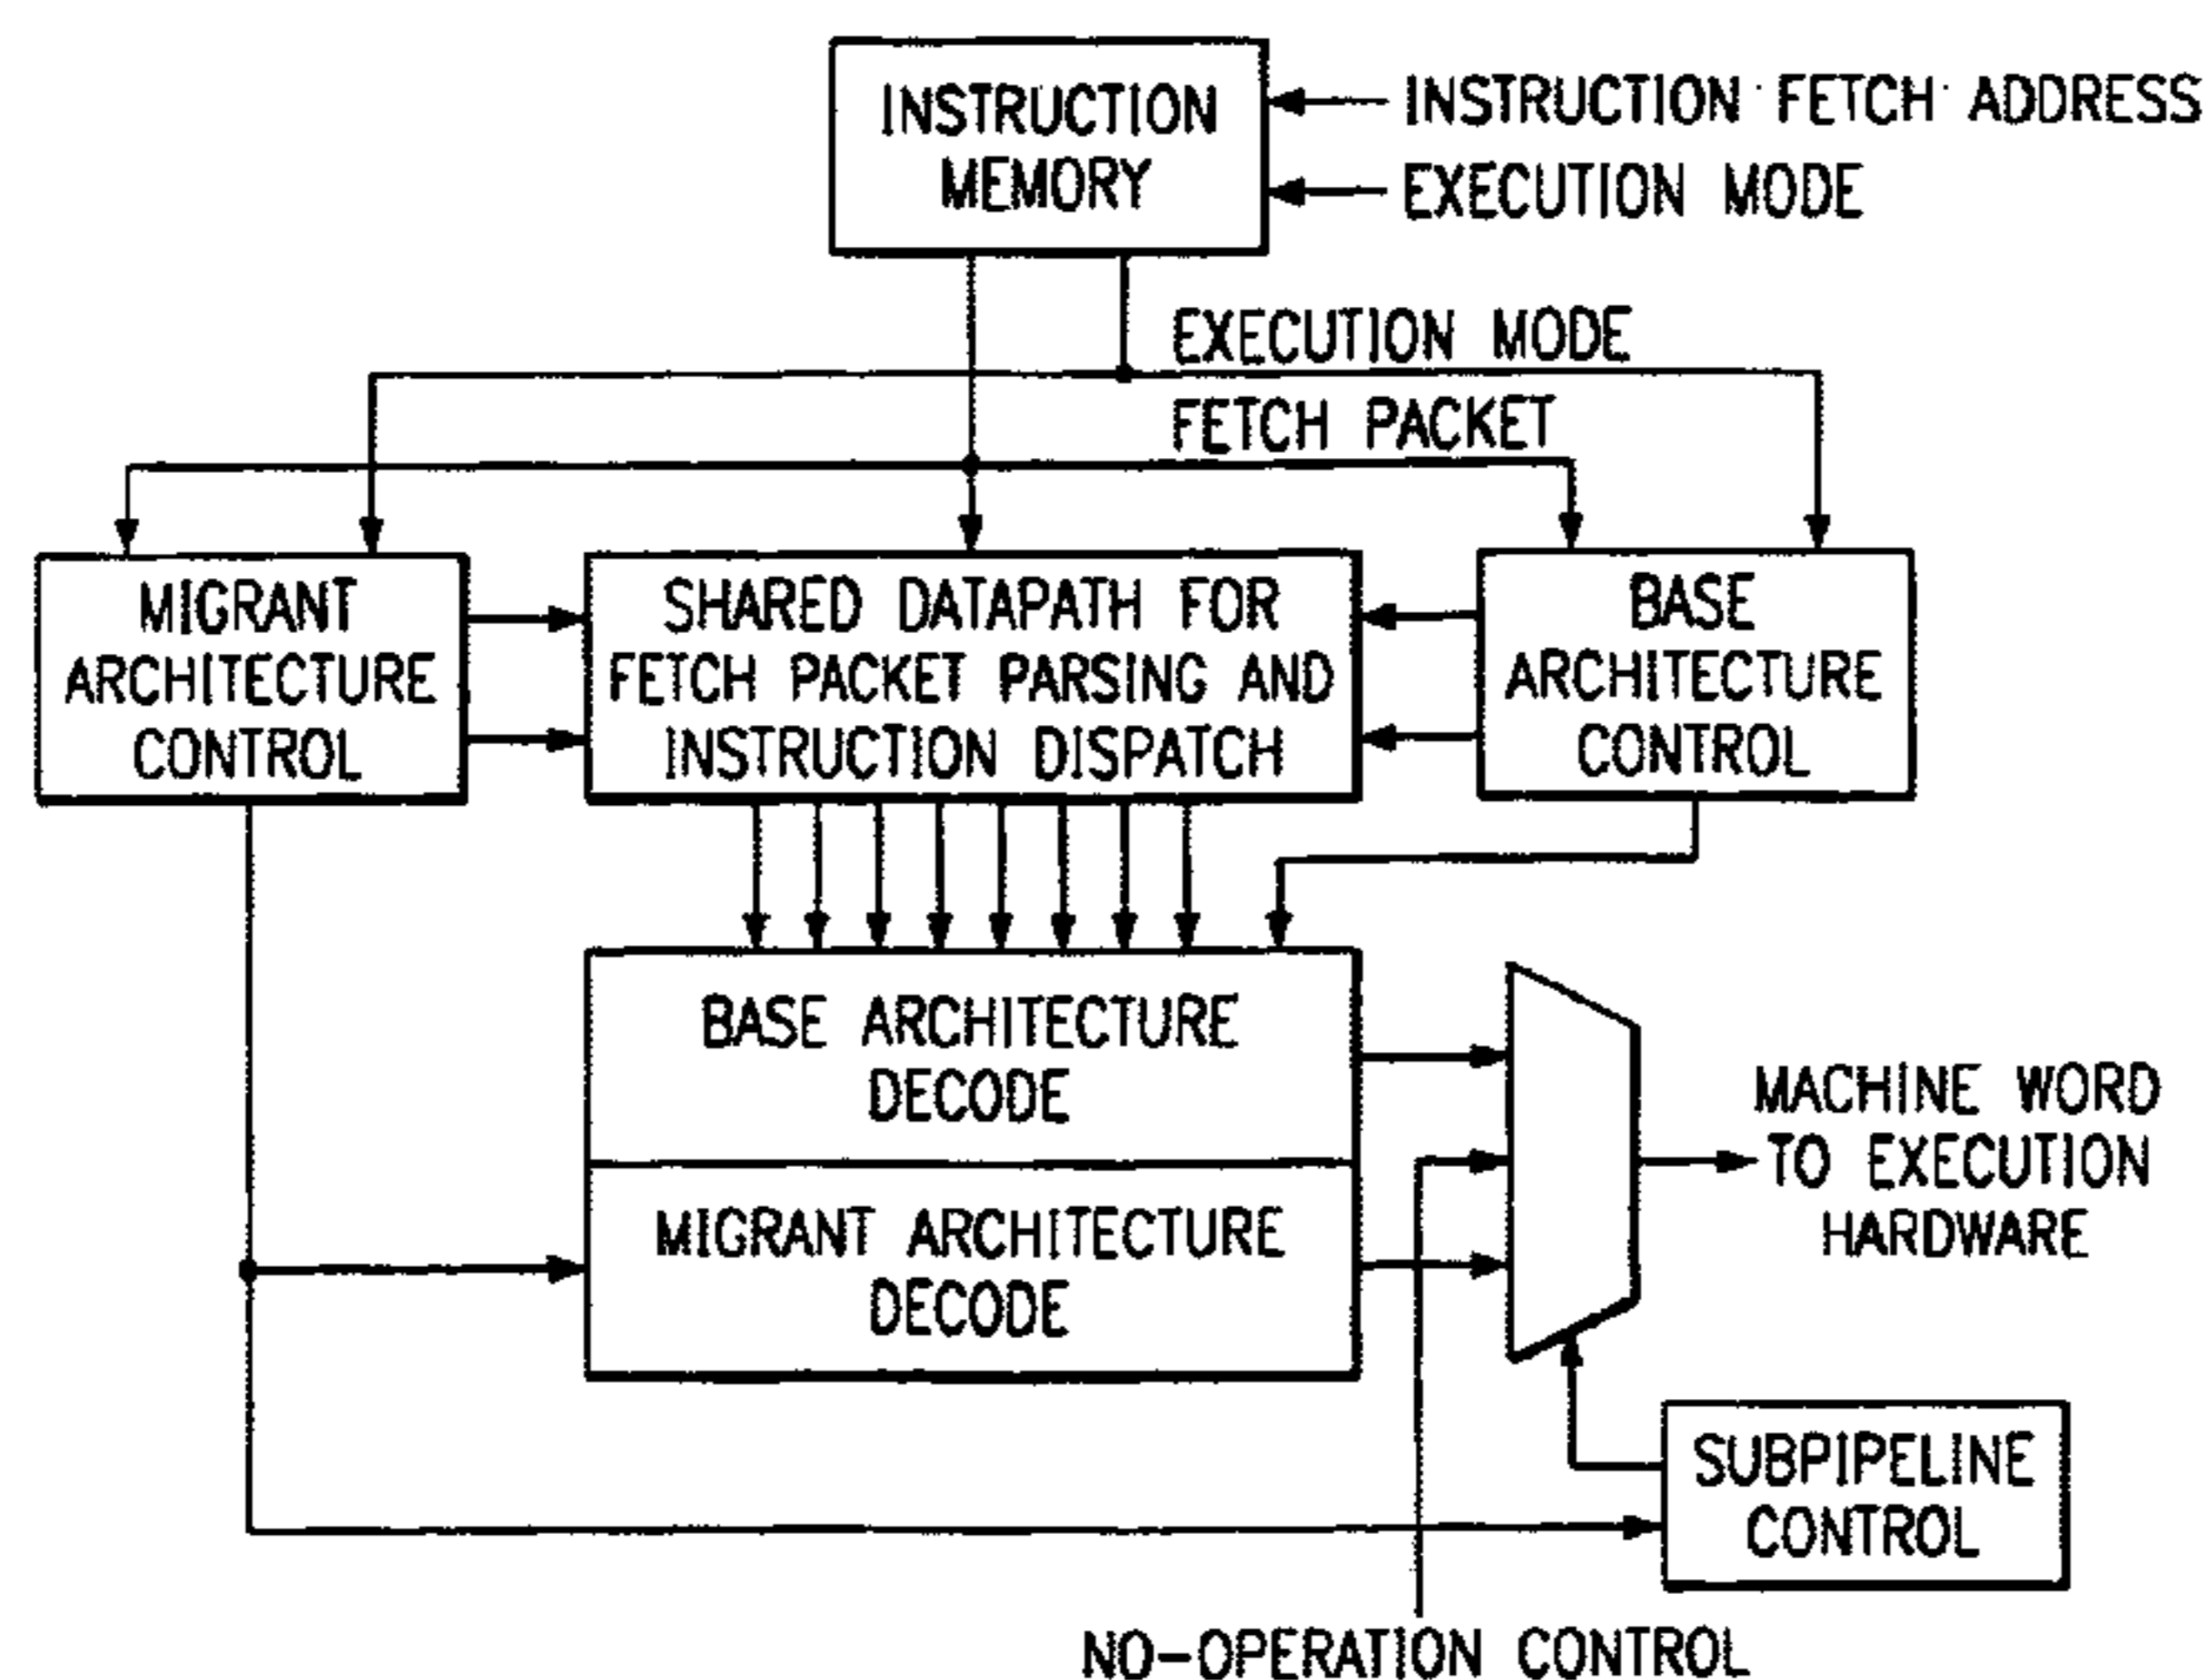 INSTRUCTION
MEMORY
INSTRUCTION FETCH ADDRESS
EXECUTION MODE
EXECUTION MODE
FETCH PACKET
MIGRANT
ARCHITECTURE
CONTROL
SHARED DATAPATH FOR
FETCH PACKET PARSING AND
INSTRUCTION DISPATCH
BASE
ARCHITECTURE
CONTROL
BASE ARCHITECTURE
DECODE
MIGRANT ARCHITECTURE
DECODE
MACHINE WORD
TO EXECUTION
HARDWARE
SUBPIPELINE
CONTROL
NO-OPERATION CONTROL